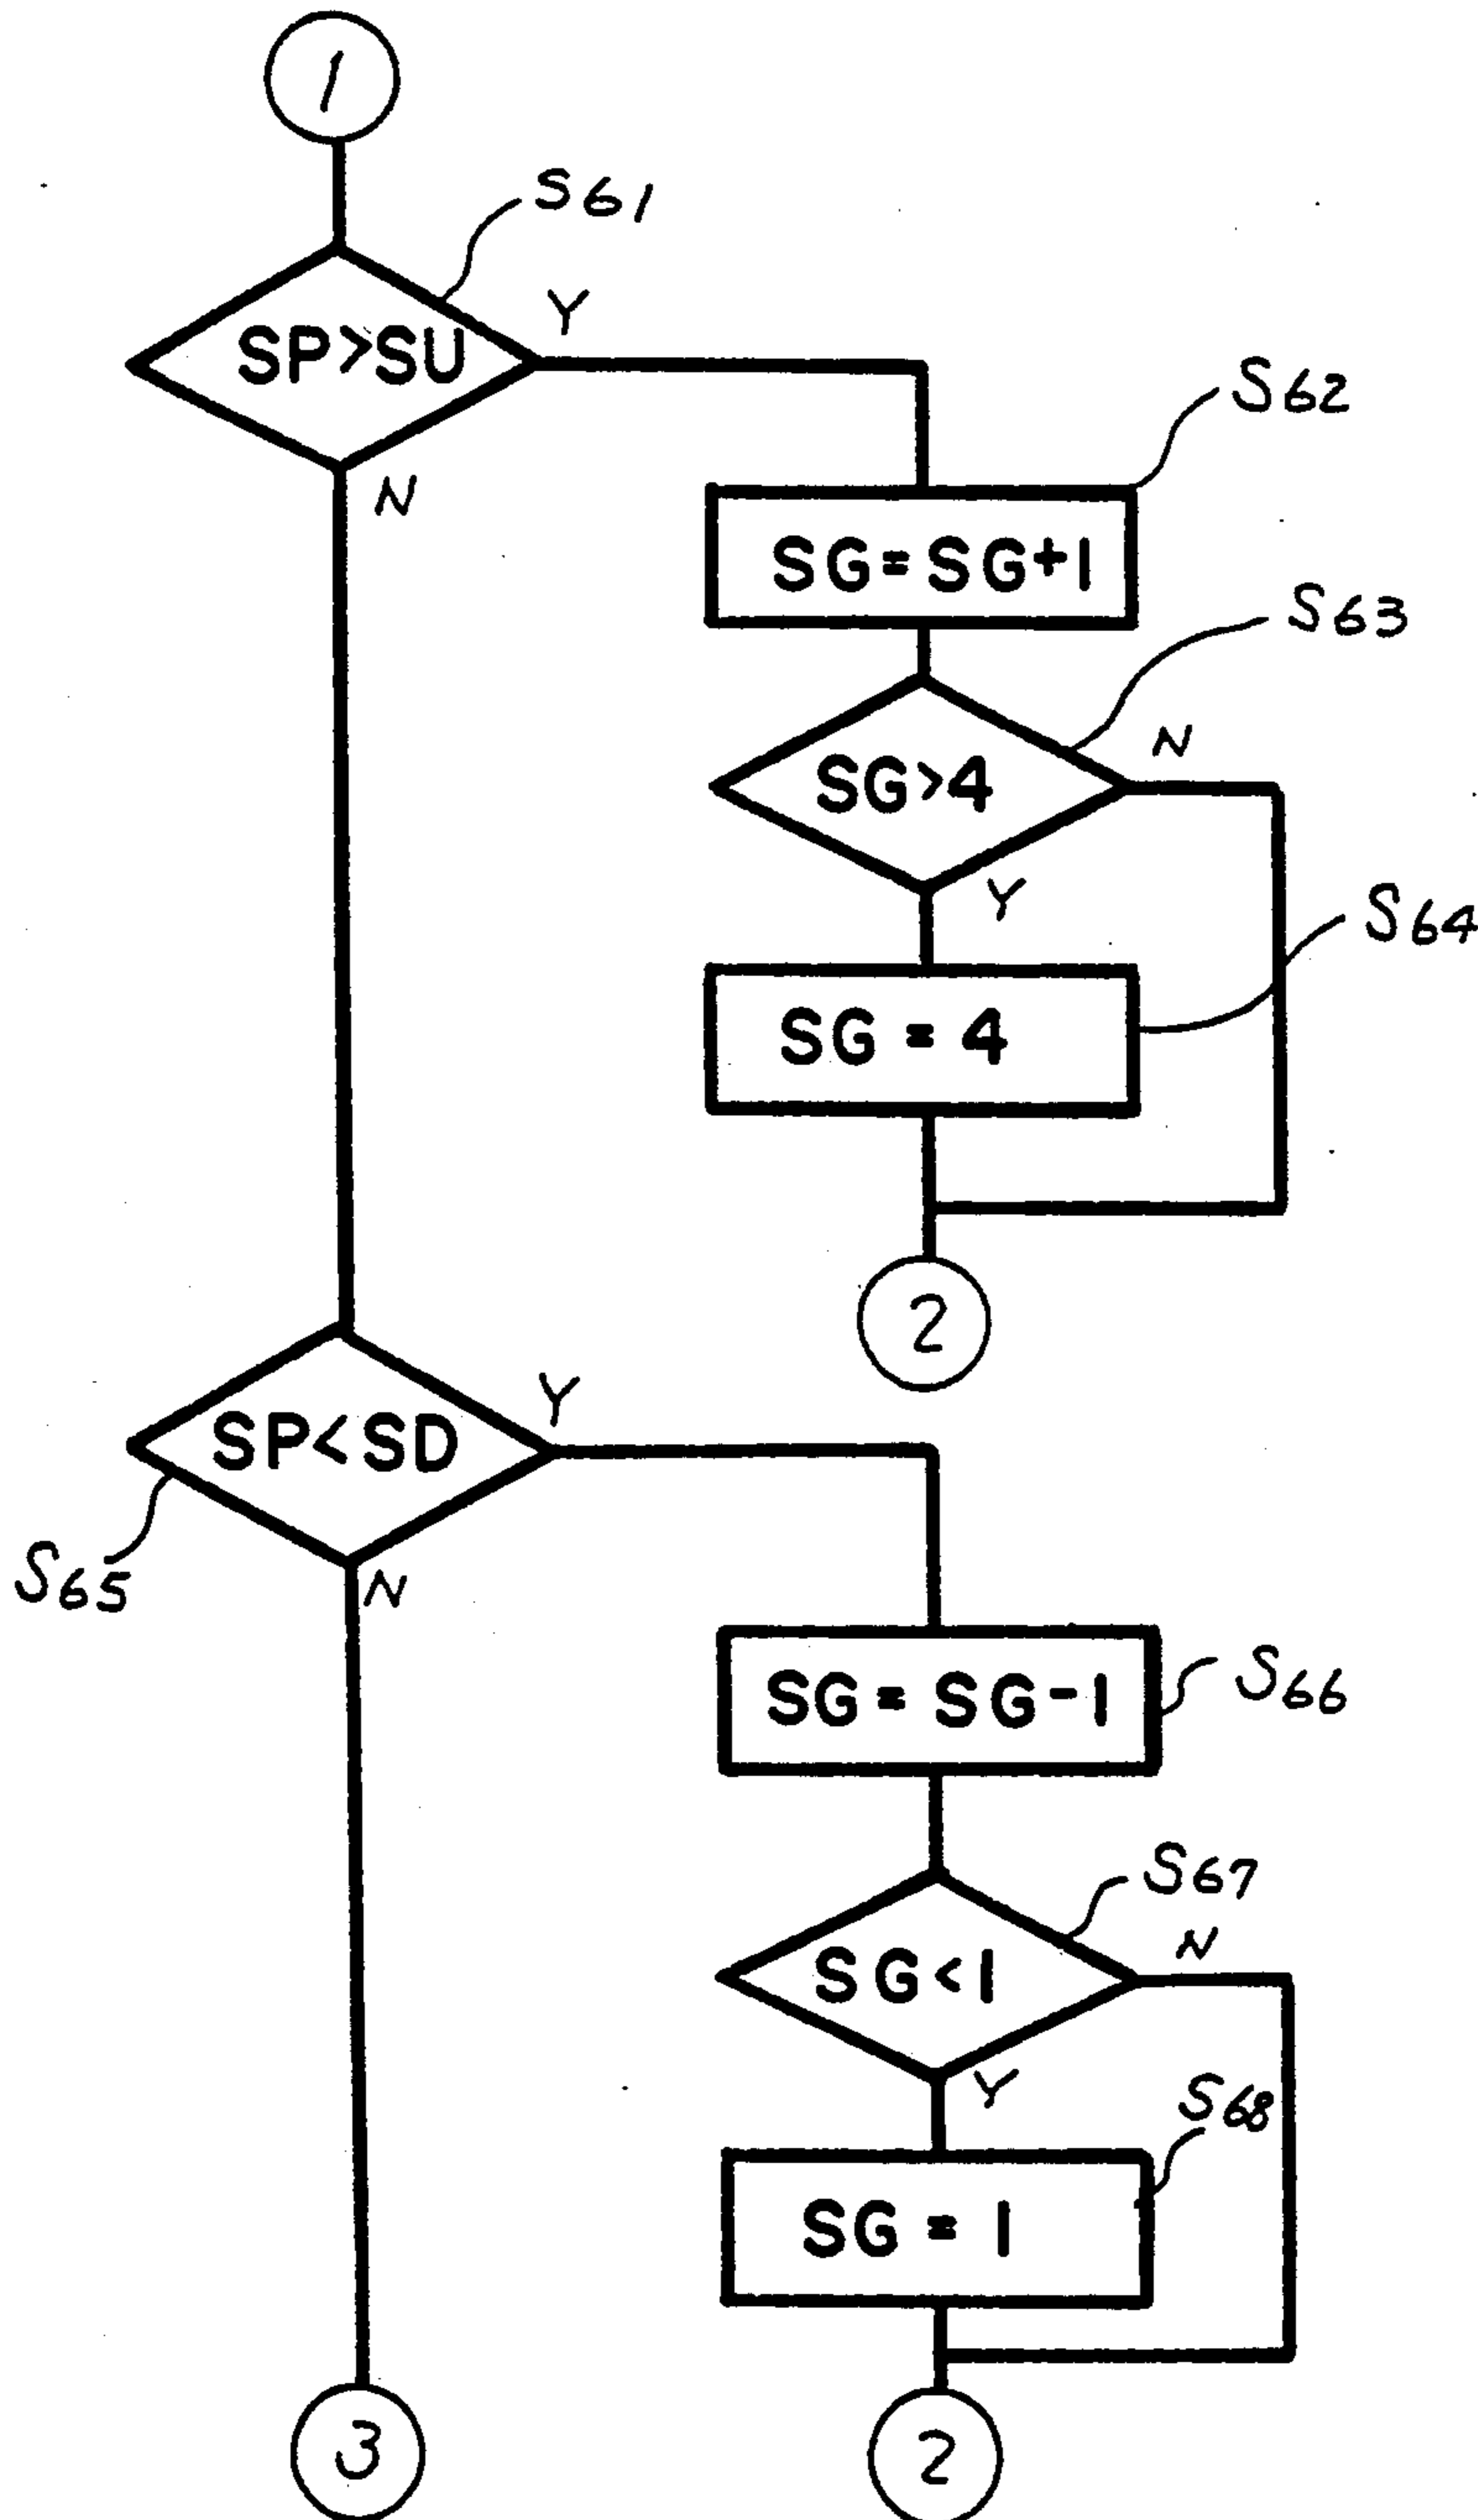 1
S61
Y
SP>SU
S62
N
SG=SG+1
S63
N
SG>4
Y
S64
SG=4
2
Y
SP<SD
S65
N
SG=SG-1
S66
S67
N
SG<1
Y
S68
SG=1
3
2